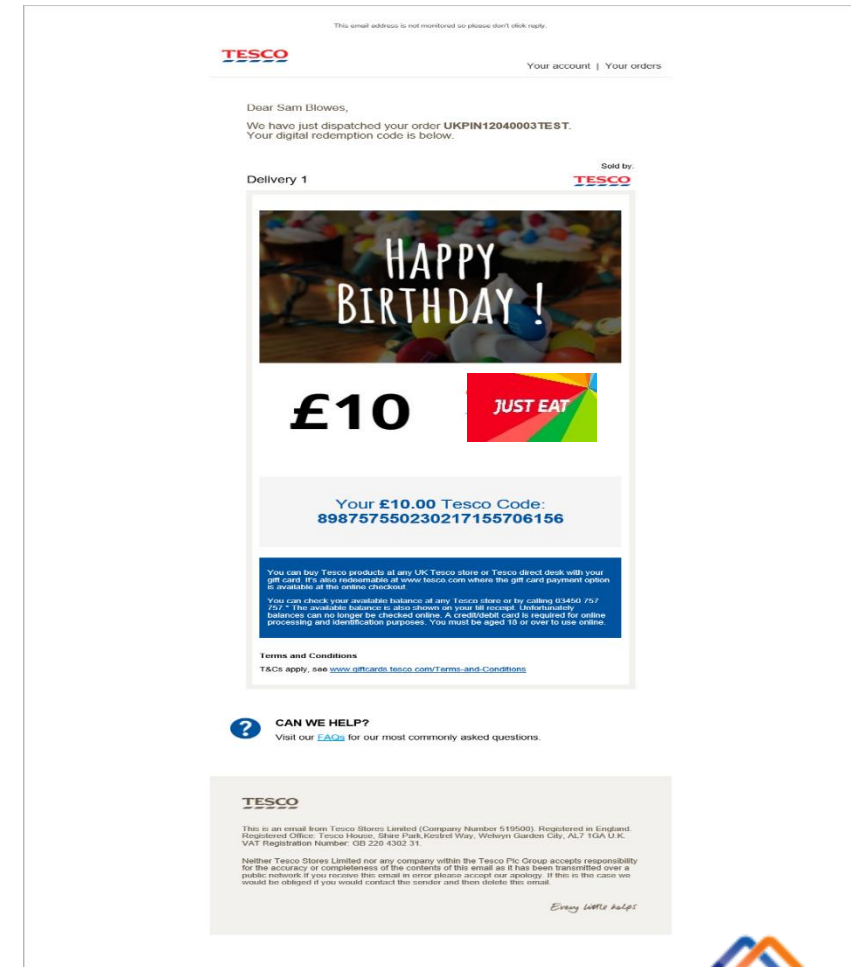 This email address is not monitored so please don't click reply.
TESCO
Your account | Your orders
Dear Sam Blowes,
We have just dispatched your order UKPIN12040003TEST.
Your digital redemption code is below.
Sold by:
Delivery 1
TESCO
HAPPY
BIRTHDAY !
£10
JUST EAT
Your £10.00 Tesco Code:
898757550230217155706156
You can buy Tesco products at any UK Tesco store or Tesco direct desk with your
gift card. It's also redeemable at www.tesco.com where the gift card payment option
is available at the online checkout
You can check your available balance at any Tesco store or by calling 03450 757
757.* The available balance is also shown on your till receipt. Unfortunately
balances can no longer be checked online. A credit/debit card is required for online
processing and identification purposes. You must be aged 18 or over to use online.
Terms and Conditions
T&Cs apply, see www.giftcards.tesco.com/Terms-and-Conditions
?
CAN WE HELP?
Visit our FAQs for our most commonly asked questions.
TESCO
This is an email from Tesco Stores Limited (Company Number 519500). Registered in England.
Registered Office: Tesco House, Shire Park,Kestrel Way, Welwyn Garden City, AL7 1GA U.K.
VAT Registration Number: GB 220 4302 31.
Neither Tesco Stores Limited nor any company within the Tesco Plc Group accepts responsibility
for the accuracy or completeness of the contents of this email as it has been transmitted over a
public network if you receive this email in error please accept our apology. If this is the case we
would be obliged if you would contact the sender and then delete this email.
Every little helps